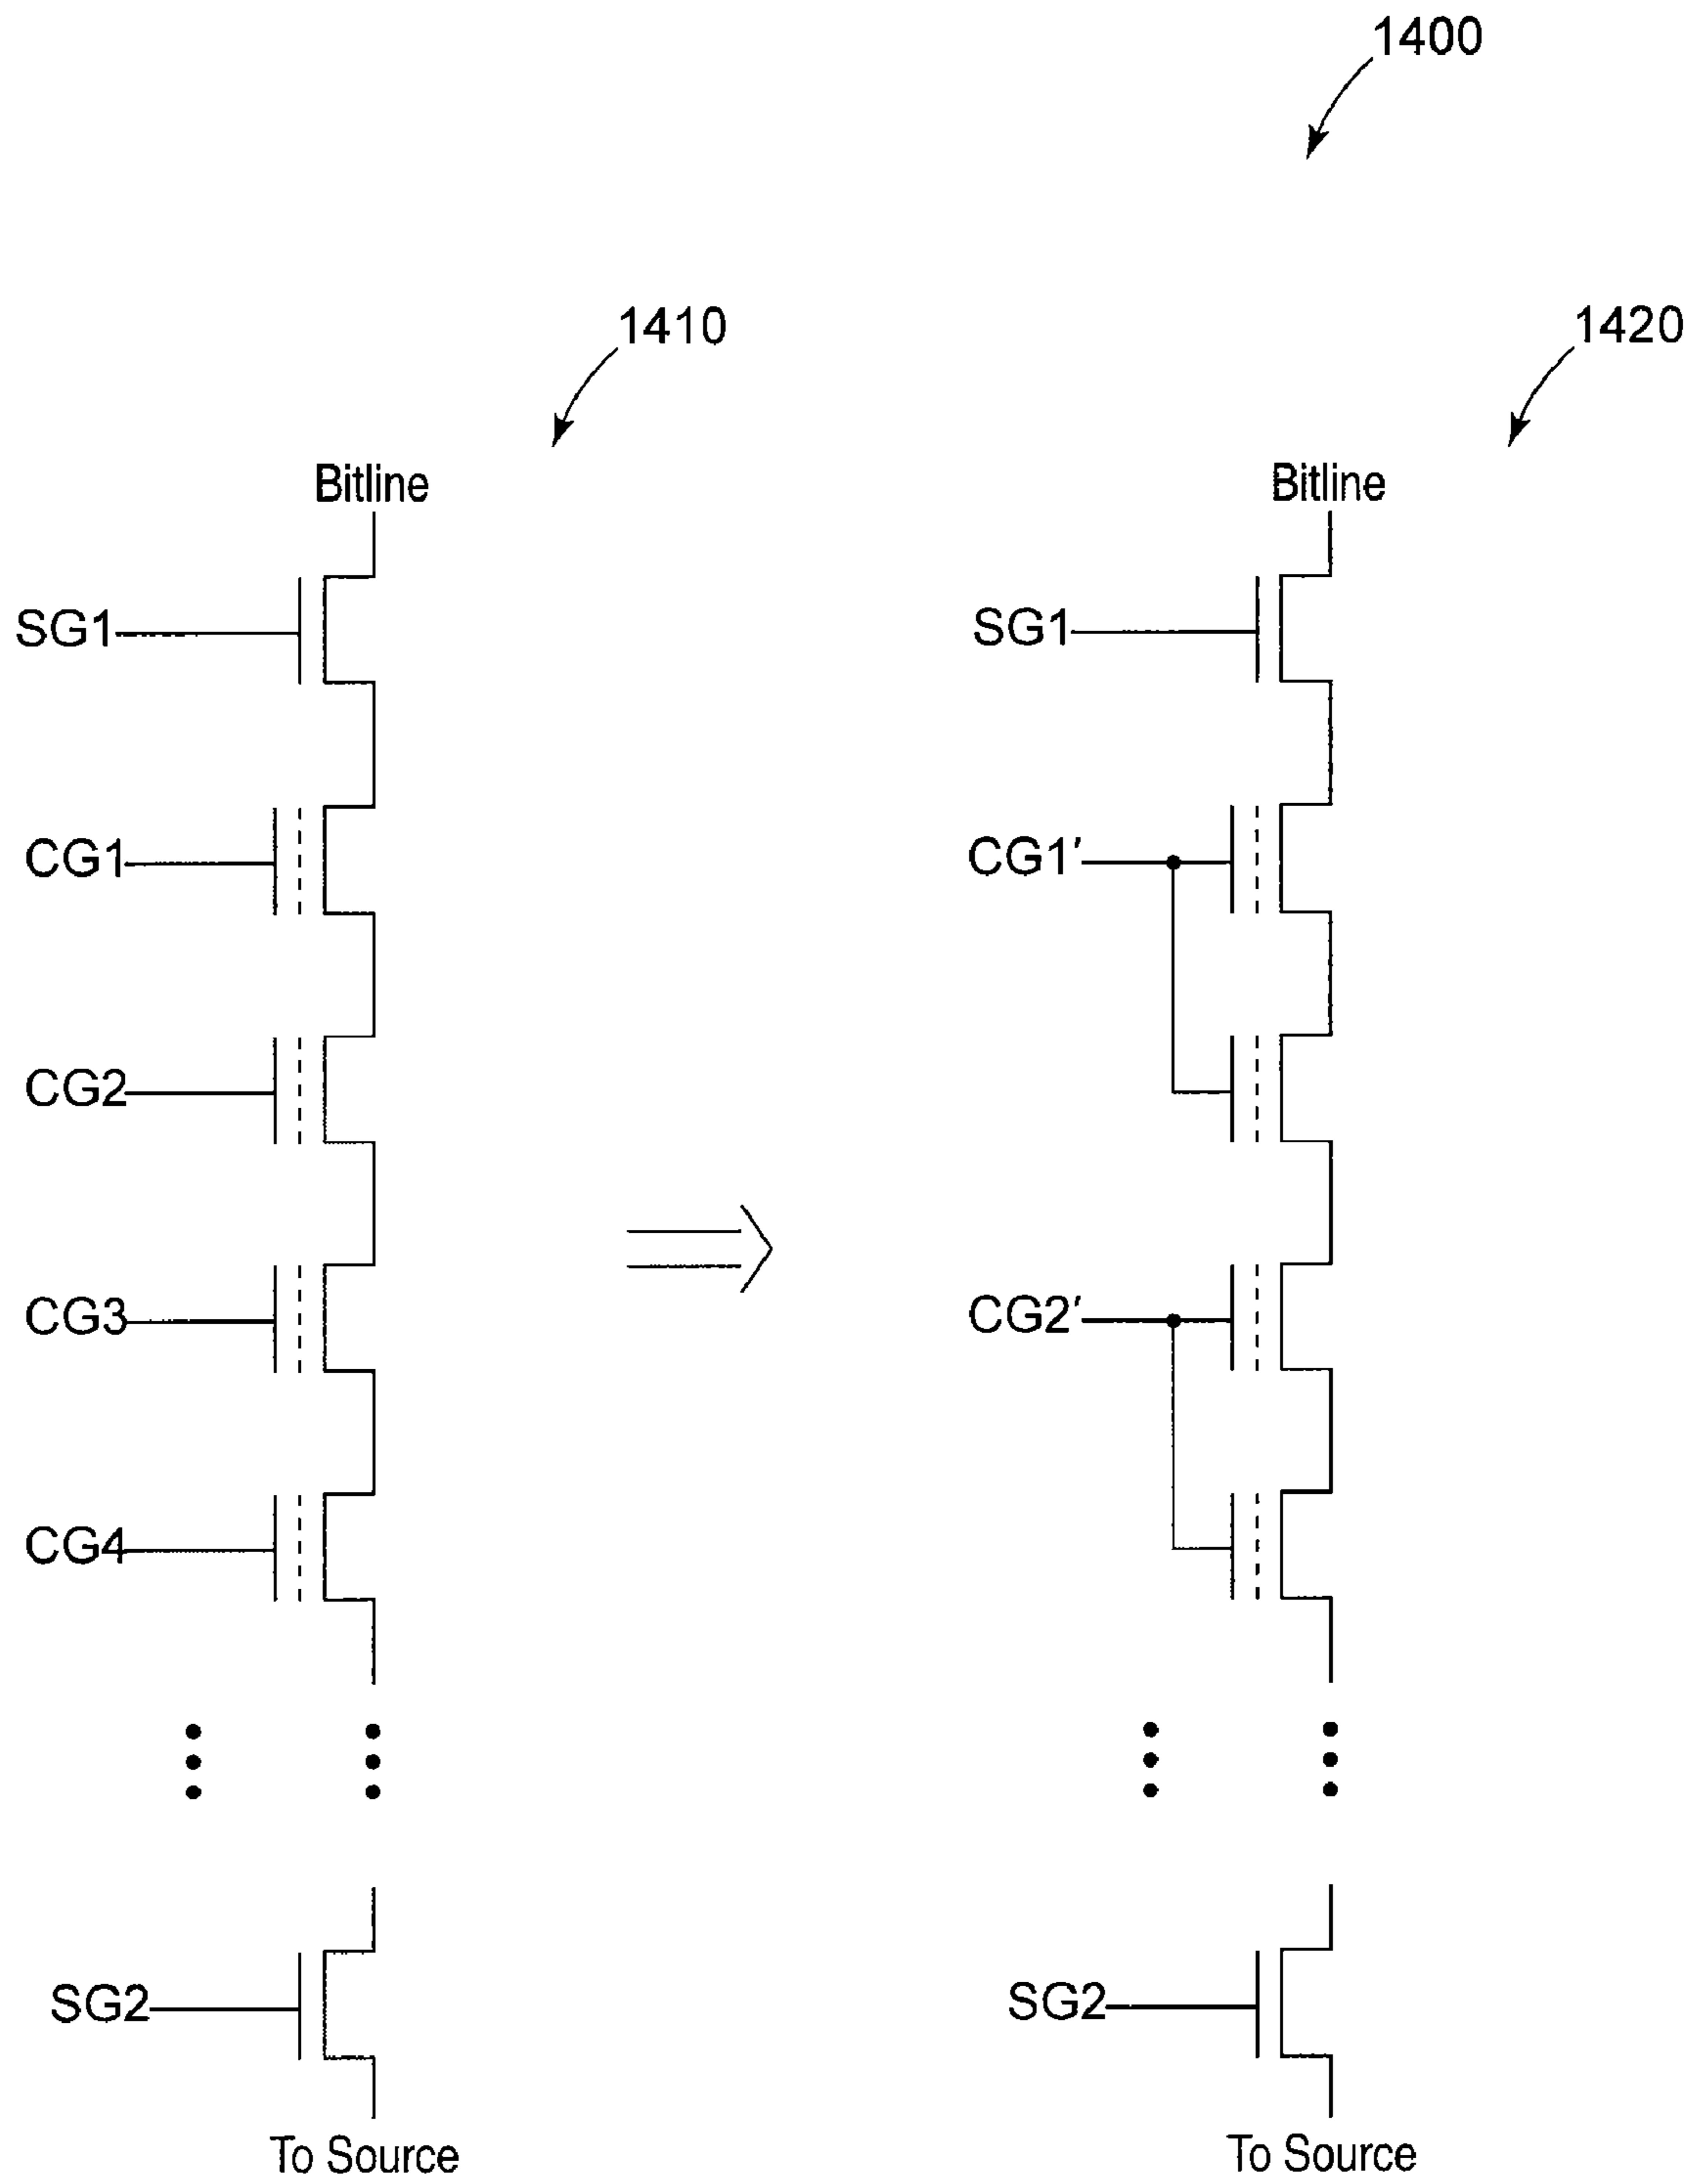 1400
1410
1420
Bitline
Bitline
SG1
SG1
CG1
CG1′
CG2
CG3
CG2′
CG4
SG2
SG2
To Source
To Source